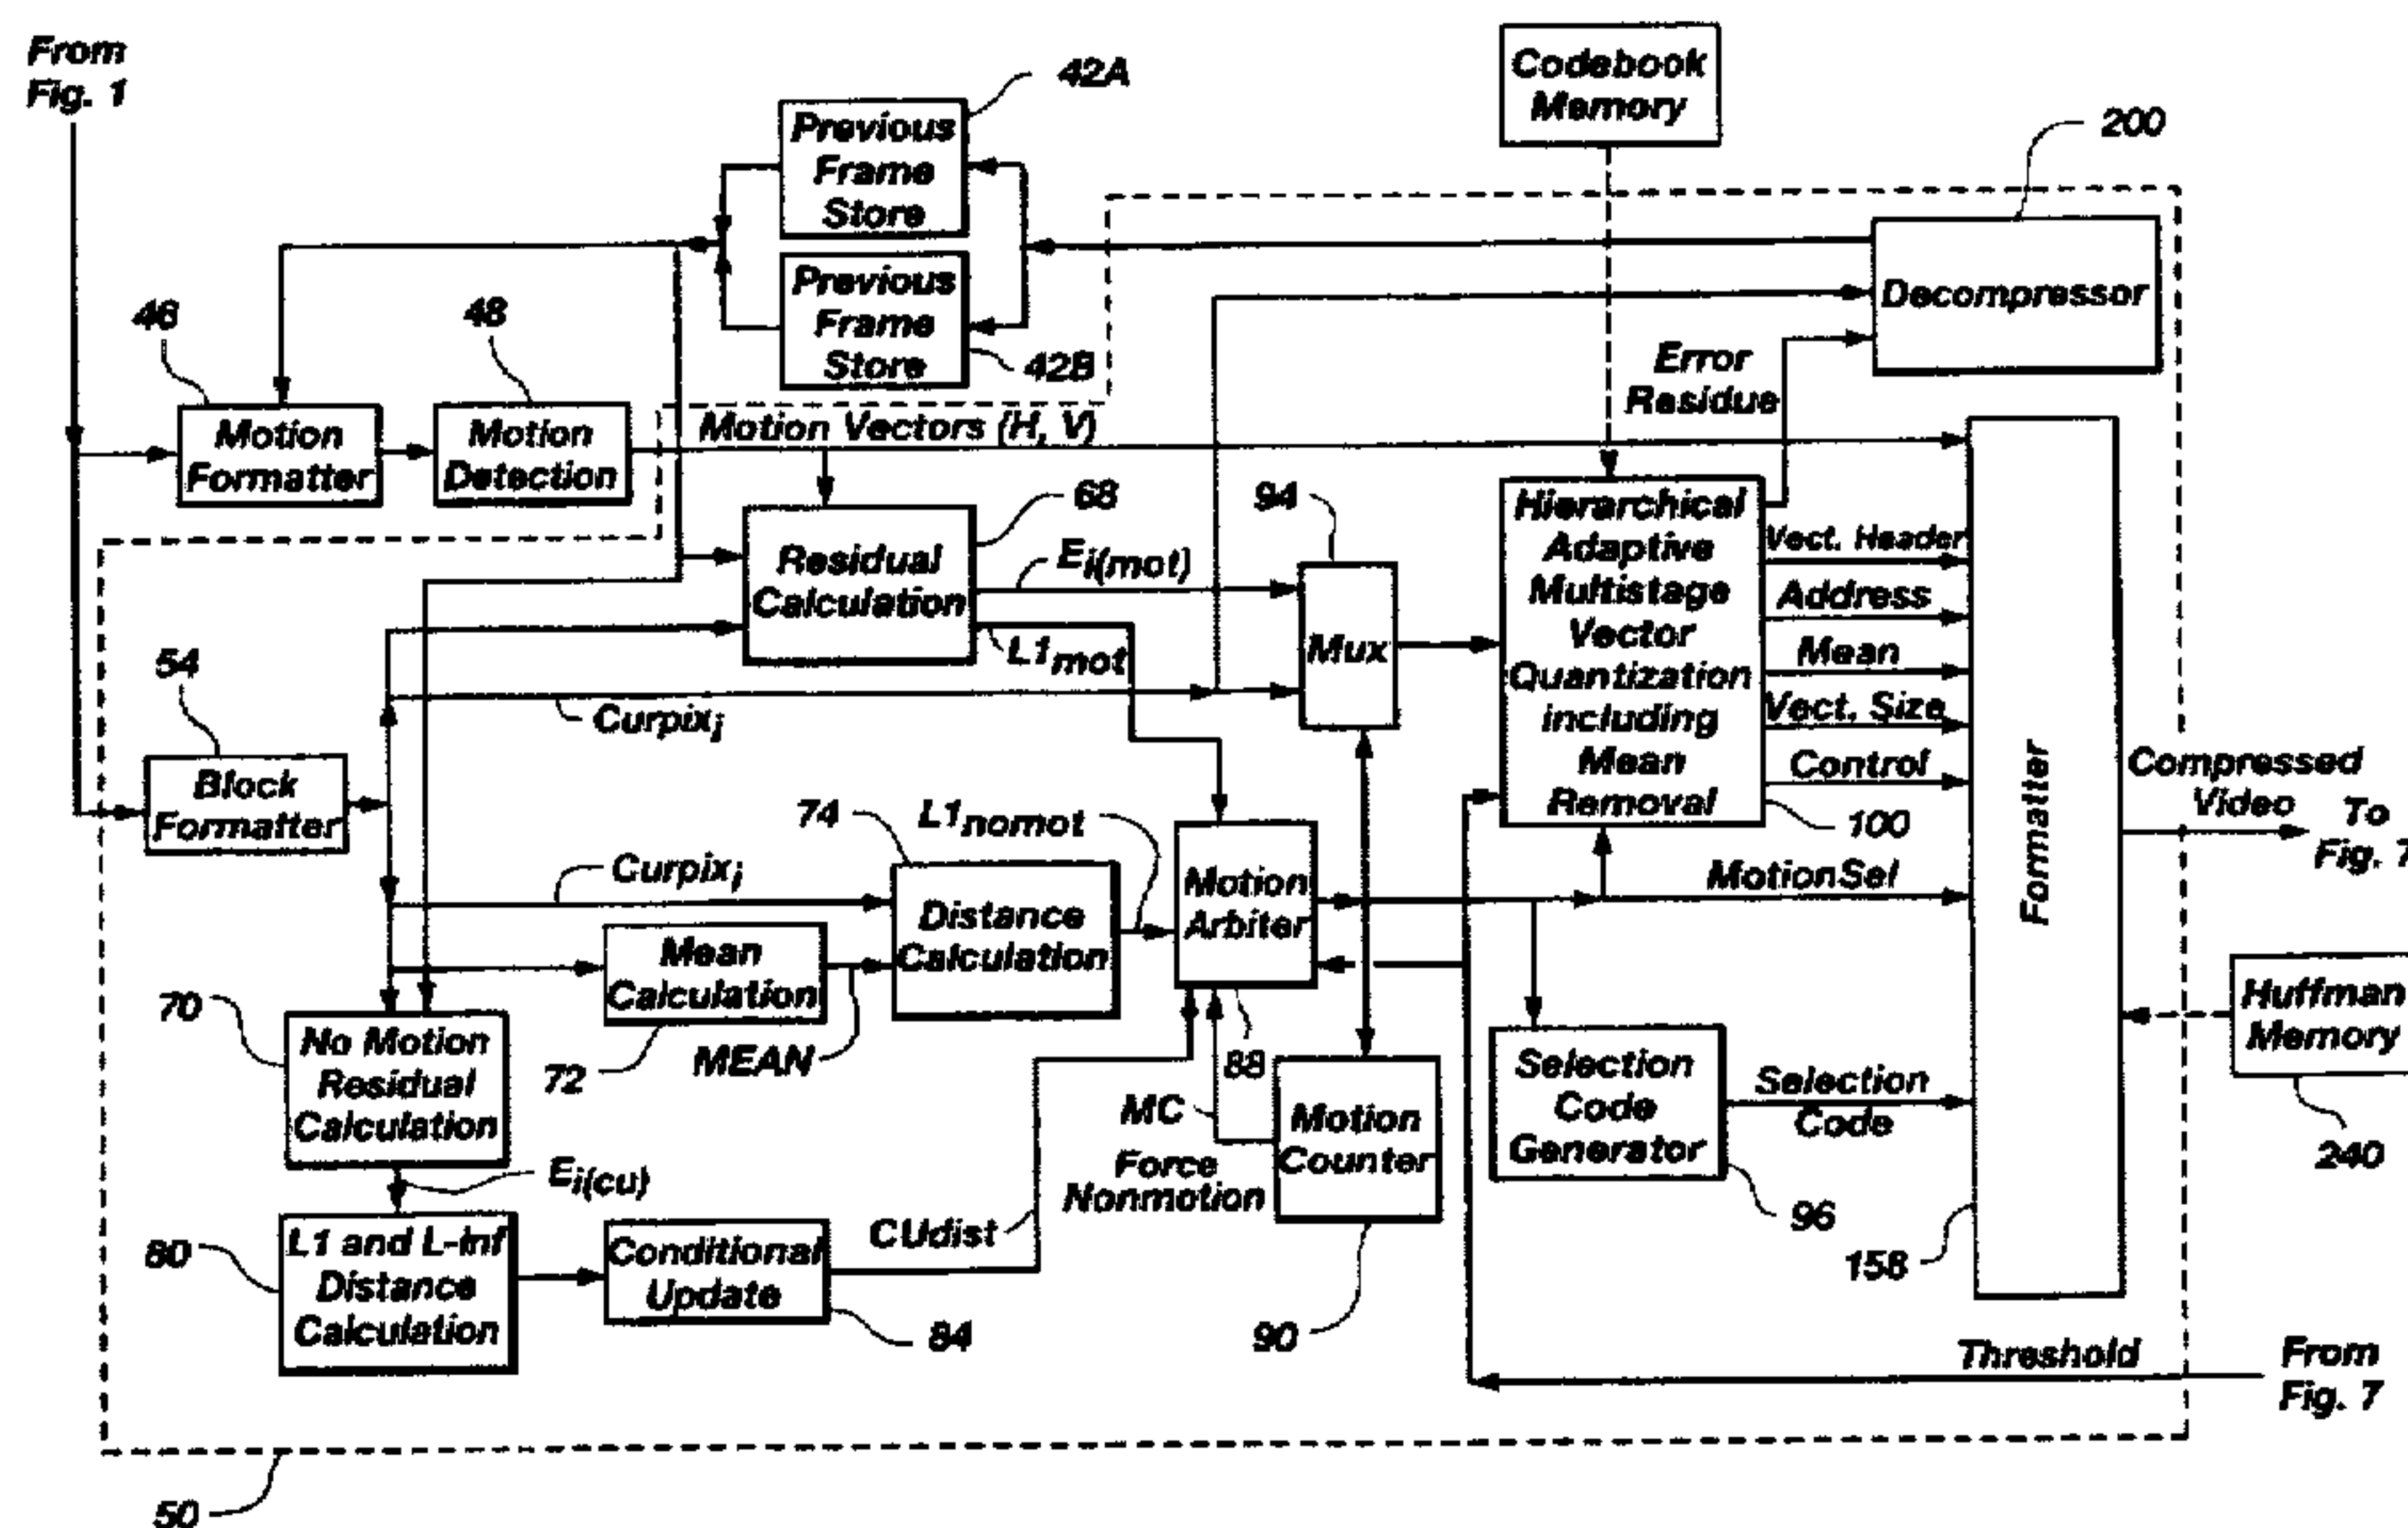 From
Fig. 1
42A
Previous
Frame
Store
Previous
Frame
Store
42B
Codebook
Memory
200
Decompressor
46
48
Motion
Formatter
Motion
Detection
Motion Vectors (H, V)
Error
Residue
68
Residual
Calculation
Ei(mot)
L1mot
94
Mux
Hierarchical
Adaptive
Multistage
Vector
Quantization
including
Mean
Removal
100
Vect. Header
Address
Mean
Vect. Size
Control
54
Block
Formatter
Curpixi
Formatter
Compressed
Video
To
Fig. 7
74
L1nomot
Curpixi
Distance
Calculation
Motion
Arbiter
MotionSel
Mean
Calculation
72
MEAN
88
70
No Motion
Residual
Calculation
Ei(cu)
MC
Force
Nonmotion
Motion
Counter
90
Selection
Code
Generator
96
Selection
Code
Huffman
Memory
240
80
L1 and L-inf
Distance
Calculation
Conditional
Update
84
CUdist
158
Threshold
From
Fig. 7
50